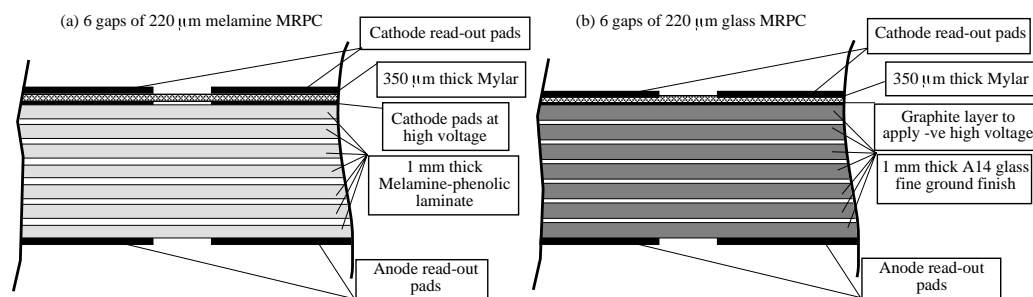 (a) 6 gaps of 220 μm melamine MRPC
Cathode read-out pads
350 μm thick Mylar
Cathode pads at
high voltage
1 mm thick
Melamine-phenolic
laminate
Anode read-out
pads
(b) 6 gaps of 220 μm glass MRPC
Cathode read-out pads
350 μm thick Mylar
Graphite layer to
apply -ve high voltage
1 mm thick A14 glass
fine ground finish
Anode read-out
pads